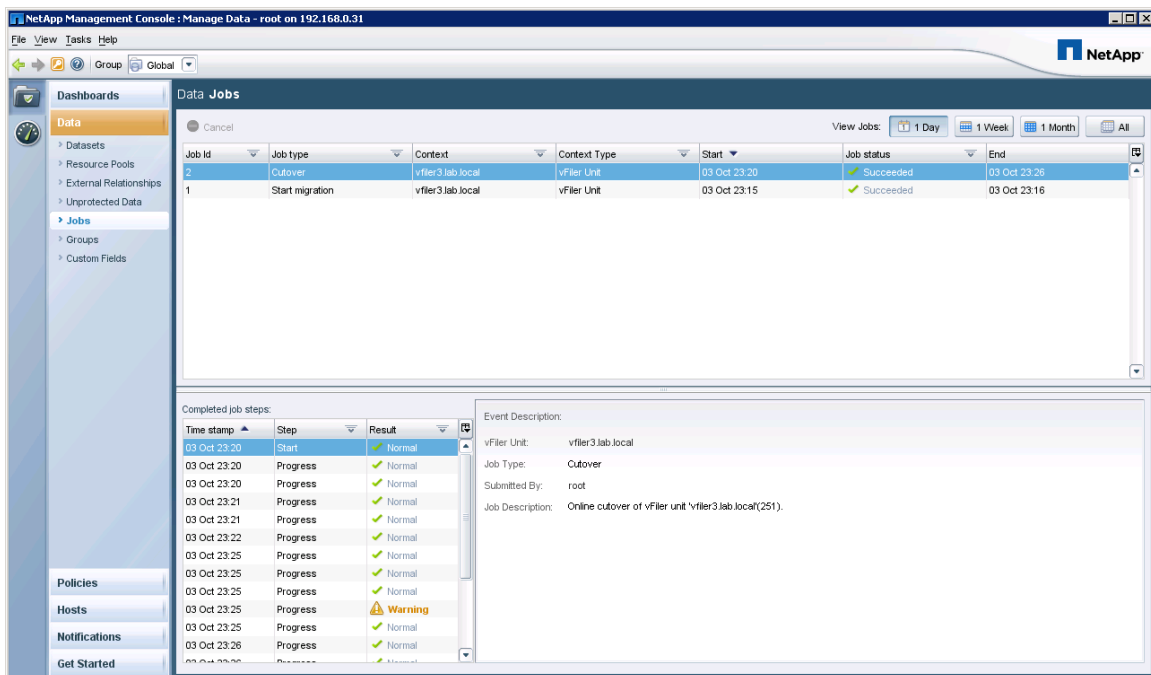 NetApp Management Console : Manage Data - root on 192.168.0.31
File View Tasks Help
Group Global
NetApp
Dashboards
Data
Datasets
Resource Pools
External Relationships
Unprotected Data
Jobs
Groups
Custom Fields
Policies
Hosts
Notifications
Get Started
Data Jobs
Cancel
View Jobs: 1 Day 1 Week 1 Month All
Job Id Job type Context Context Type Start Job status End
2 Cutover vfiler3.lab.local vFiler Unit 03 Oct 23:20 Succeeded 03 Oct 23:26
1 Start migration vfiler3.lab.local vFiler Unit 03 Oct 23:15 Succeeded 03 Oct 23:16
Completed job steps:
Time stamp Step Result
03 Oct 23:20 Start Normal
03 Oct 23:20 Progress Normal
03 Oct 23:20 Progress Normal
03 Oct 23:21 Progress Normal
03 Oct 23:21 Progress Normal
03 Oct 23:22 Progress Normal
03 Oct 23:25 Progress Normal
03 Oct 23:25 Progress Normal
03 Oct 23:25 Progress Normal
03 Oct 23:25 Progress Warning
03 Oct 23:25 Progress Normal
03 Oct 23:26 Progress Normal
Event Description:
vFiler Unit: vfiler3.lab.local
Job Type: Cutover
Submitted By: root
Job Description: Online cutover of vFiler unit 'vfiler3.lab.local'(251).